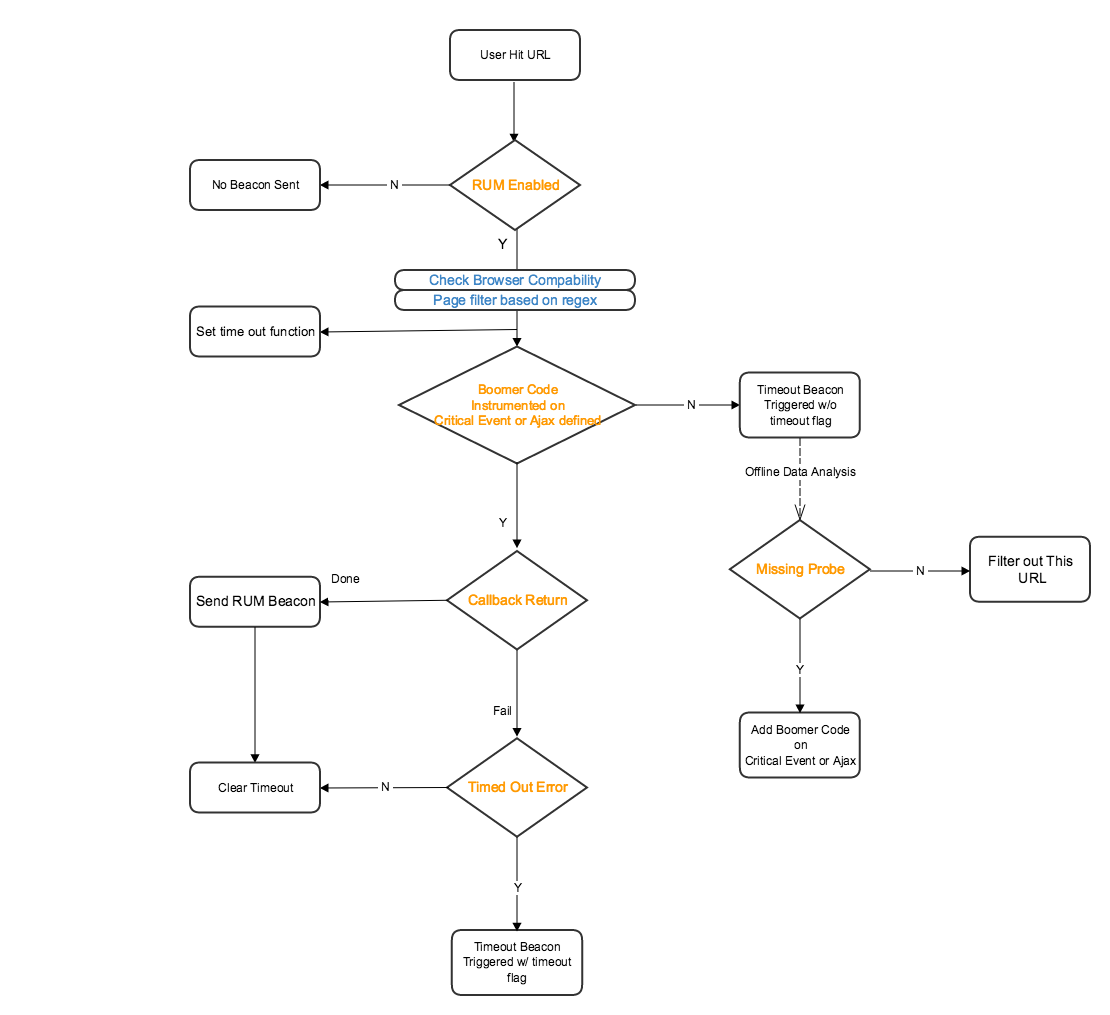 User Hit URL
RUM Enabled
No Beacon Sent
N
Y
Check Browser Compability
Page filter based on regex
Set time out function
Boomer Code
Instrumented on
Critical Event or Ajax defined
N
Timeout Beacon
Triggered w/o
timeout flag
Offline Data Analysis
Y
Missing Probe
N
Filter out This
URL
Done
Send RUM Beacon
Callback Return
Y
Fail
Add Boomer Code
on
Critical Event or Ajax
Clear Timeout
N
Timed Out Error
Y
Timeout Beacon
Triggered w/ timeout
flag